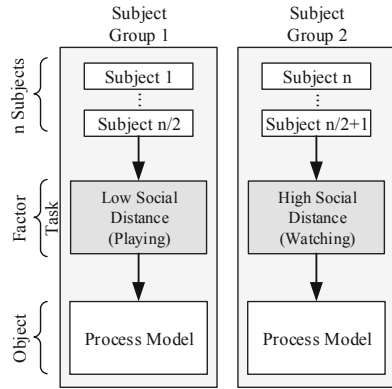 Subject
Group 1
Subject
Group 2
n Subjects
Subject 1
...
Subject n/2
Subject n
...
Subject n/2+1
Factor
Task
Low Social
Distance
(Playing)
High Social
Distance
(Watching)
Object
Process Model
Process Model